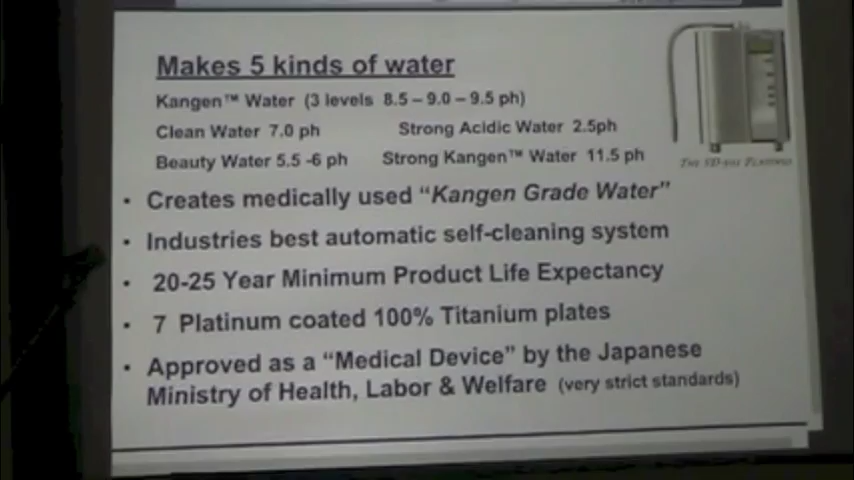 Makes 5 kinds of water
Kangen™ Water (3 levels 8.5 – 9.0 – 9.5 ph)
Clean Water 7.0 ph Strong Acidic Water 2.5ph
Beauty Water 5.5 -6 ph Strong Kangen™ Water 11.5 ph
• Creates medically used “Kangen Grade Water”
• Industries best automatic self-cleaning system
• 20-25 Year Minimum Product Life Expectancy
• 7 Platinum coated 100% Titanium plates
• Approved as a “Medical Device” by the Japanese
Ministry of Health, Labor & Welfare (very strict standards)
THE